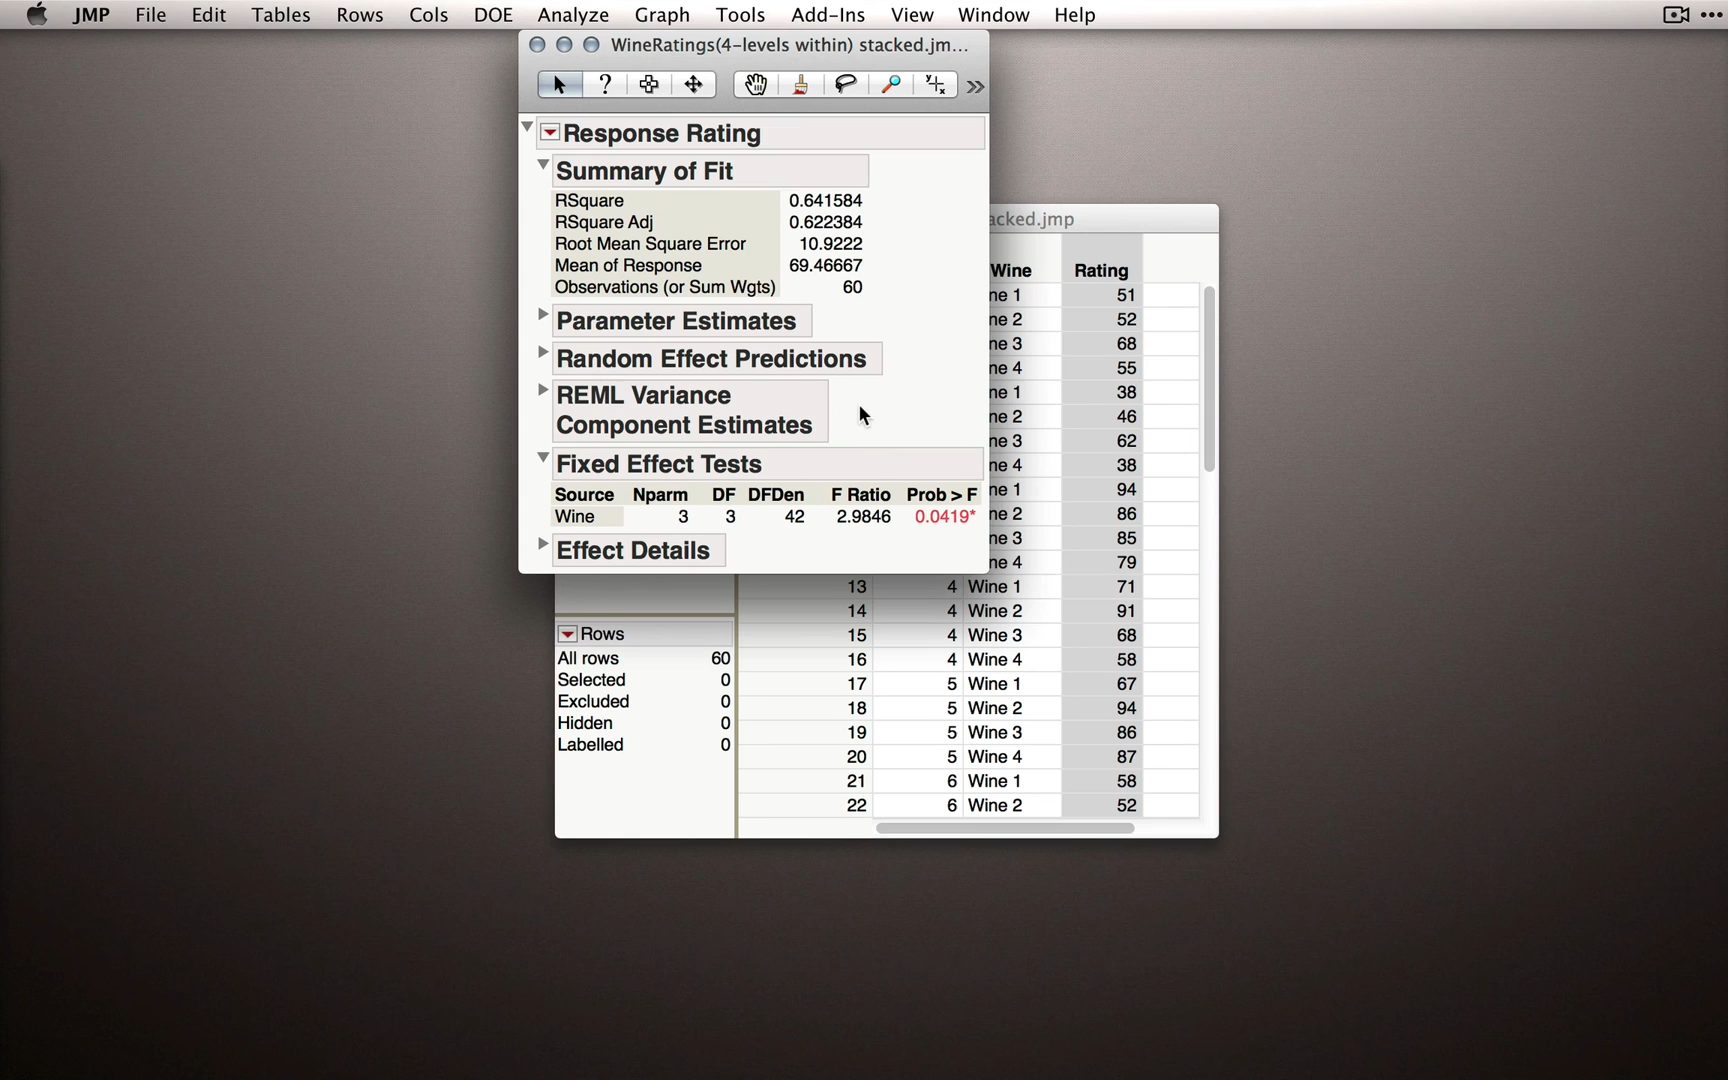 JMP File Edit Tables Rows Cols DOE Analyze Graph Tools Add-Ins View Window Help
WineRatings(4-levels within) stacked.jm...
Response Rating
Summary of Fit
RSquare 0.641584
RSquare Adj 0.622384
Root Mean Square Error 10.9222
Mean of Response 69.46667
Observations (or Sum Wgts) 60
Parameter Estimates
Random Effect Predictions
REML Variance
Component Estimates
Fixed Effect Tests
Source Nparm DF DFDen F Ratio Prob > F
Wine 3 3 42 2.9846 0.0419*
Effect Details
acked.jmp
Wine Rating
ne 1 51
ne 2 52
ne 3 68
ne 4 55
ne 1 38
ne 2 46
ne 3 62
ne 4 38
ne 1 94
ne 2 86
ne 3 85
ne 4 79
13 4 Wine 1 71
14 4 Wine 2 91
15 4 Wine 3 68
16 4 Wine 4 58
17 5 Wine 1 67
18 5 Wine 2 94
19 5 Wine 3 86
20 5 Wine 4 87
21 6 Wine 1 58
22 6 Wine 2 52
Rows
All rows 60
Selected 0
Excluded 0
Hidden 0
Labelled 0